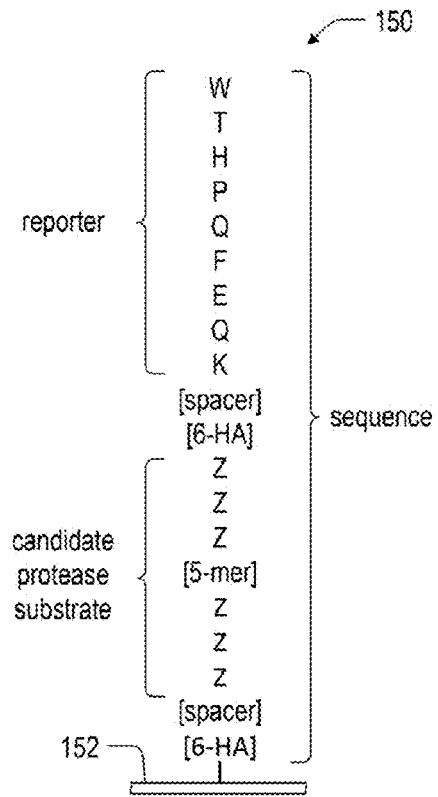 150
W
T
H
P
reporter
Q
F
E
Q
K
[spacer]
sequence
[6-HA]
Z
Z
Z
candidate
protease
substrate
[5-mer]
Z
Z
Z
[spacer]
152
[6-HA]